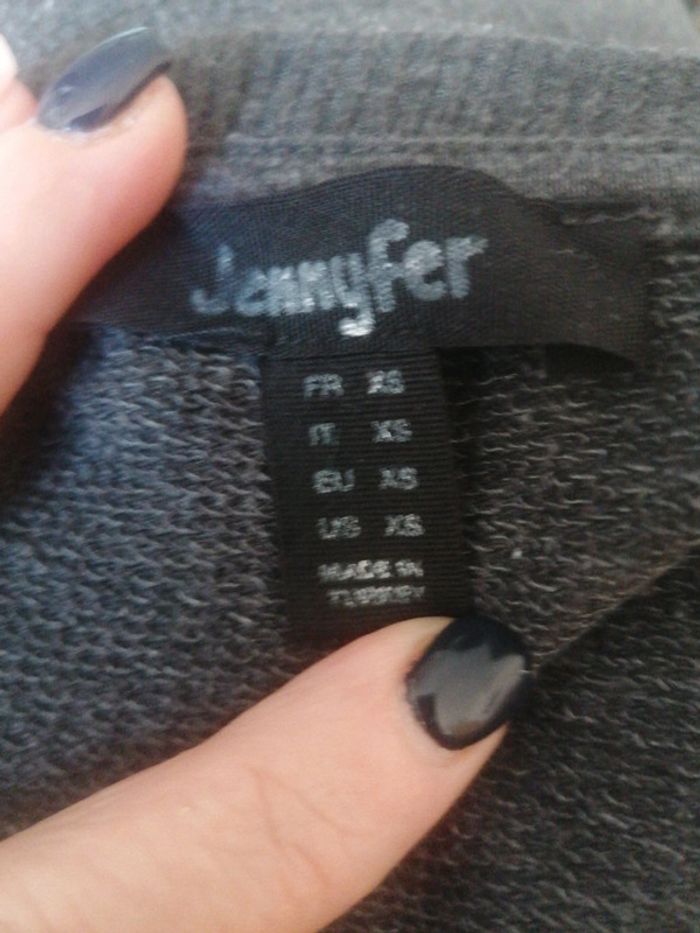 Jennyfer
FR XS
IT XS
EU XS
US XS
MADE IN
TURKEY